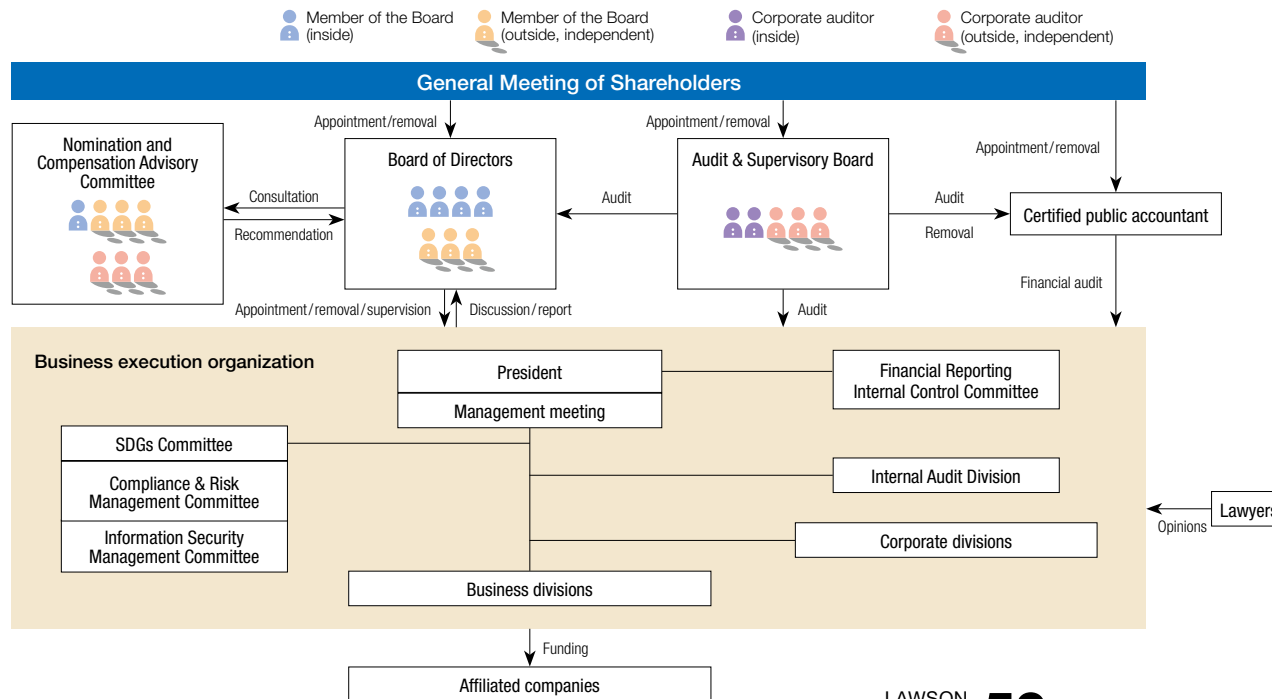 Member of the Board
(inside)
Member of the Board
(outside, independent)
Corporate auditor
(inside)
Corporate auditor
(outside, independent)
General Meeting of Shareholders
Appointment/removal
Appointment/removal
Appointment/removal
Nomination and
Compensation Advisory
Committee
Consultation
Recommendation
Board of Directors
Audit
Audit & Supervisory Board
Audit
Removal
Certified public accountant
Appointment/removal/supervision
Discussion/report
Audit
Financial audit
Business execution organization
President
Management meeting
Financial Reporting
Internal Control Committee
SDGs Committee
Compliance & Risk
Management Committee
Information Security
Management Committee
Internal Audit Division
Corporate divisions
Business divisions
Opinions
Lawyers
Funding
Affiliated companies
LAWSON